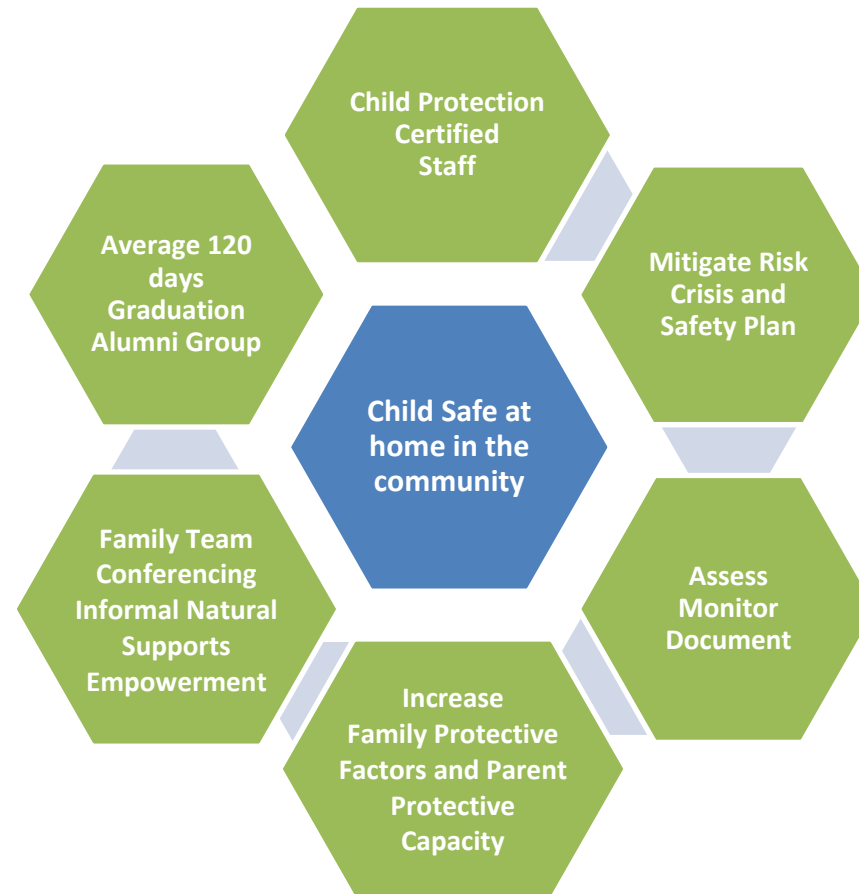 Child Protection
Certified
Staff
Mitigate Risk
Crisis and
Safety Plan
Assess
Monitor
Document
Increase
Family Protective
Factors and Parent
Protective
Capacity
Family Team
Conferencing
Informal Natural
Supports
Empowerment
Average 120
days
Graduation
Alumni Group
Child Safe at
home in the
community